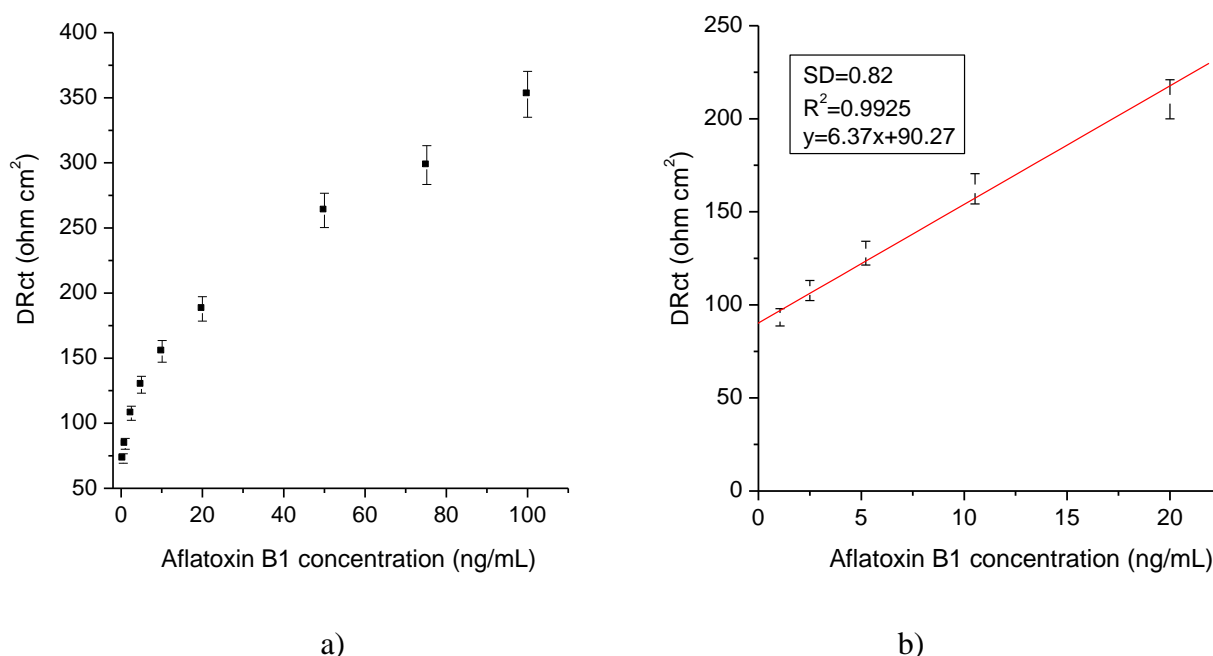 400
350
300
250
200
150
100
50
DRct (ohm cm²)
0 20 40 60 80 100
Aflatoxin B1 concentration (ng/mL)
a)
250
200
150
100
50
0
DRct (ohm cm²)
SD=0.82
R²=0.9925
y=6.37x+90.27
0 5 10 15 20
Aflatoxin B1 concentration (ng/mL)
b)